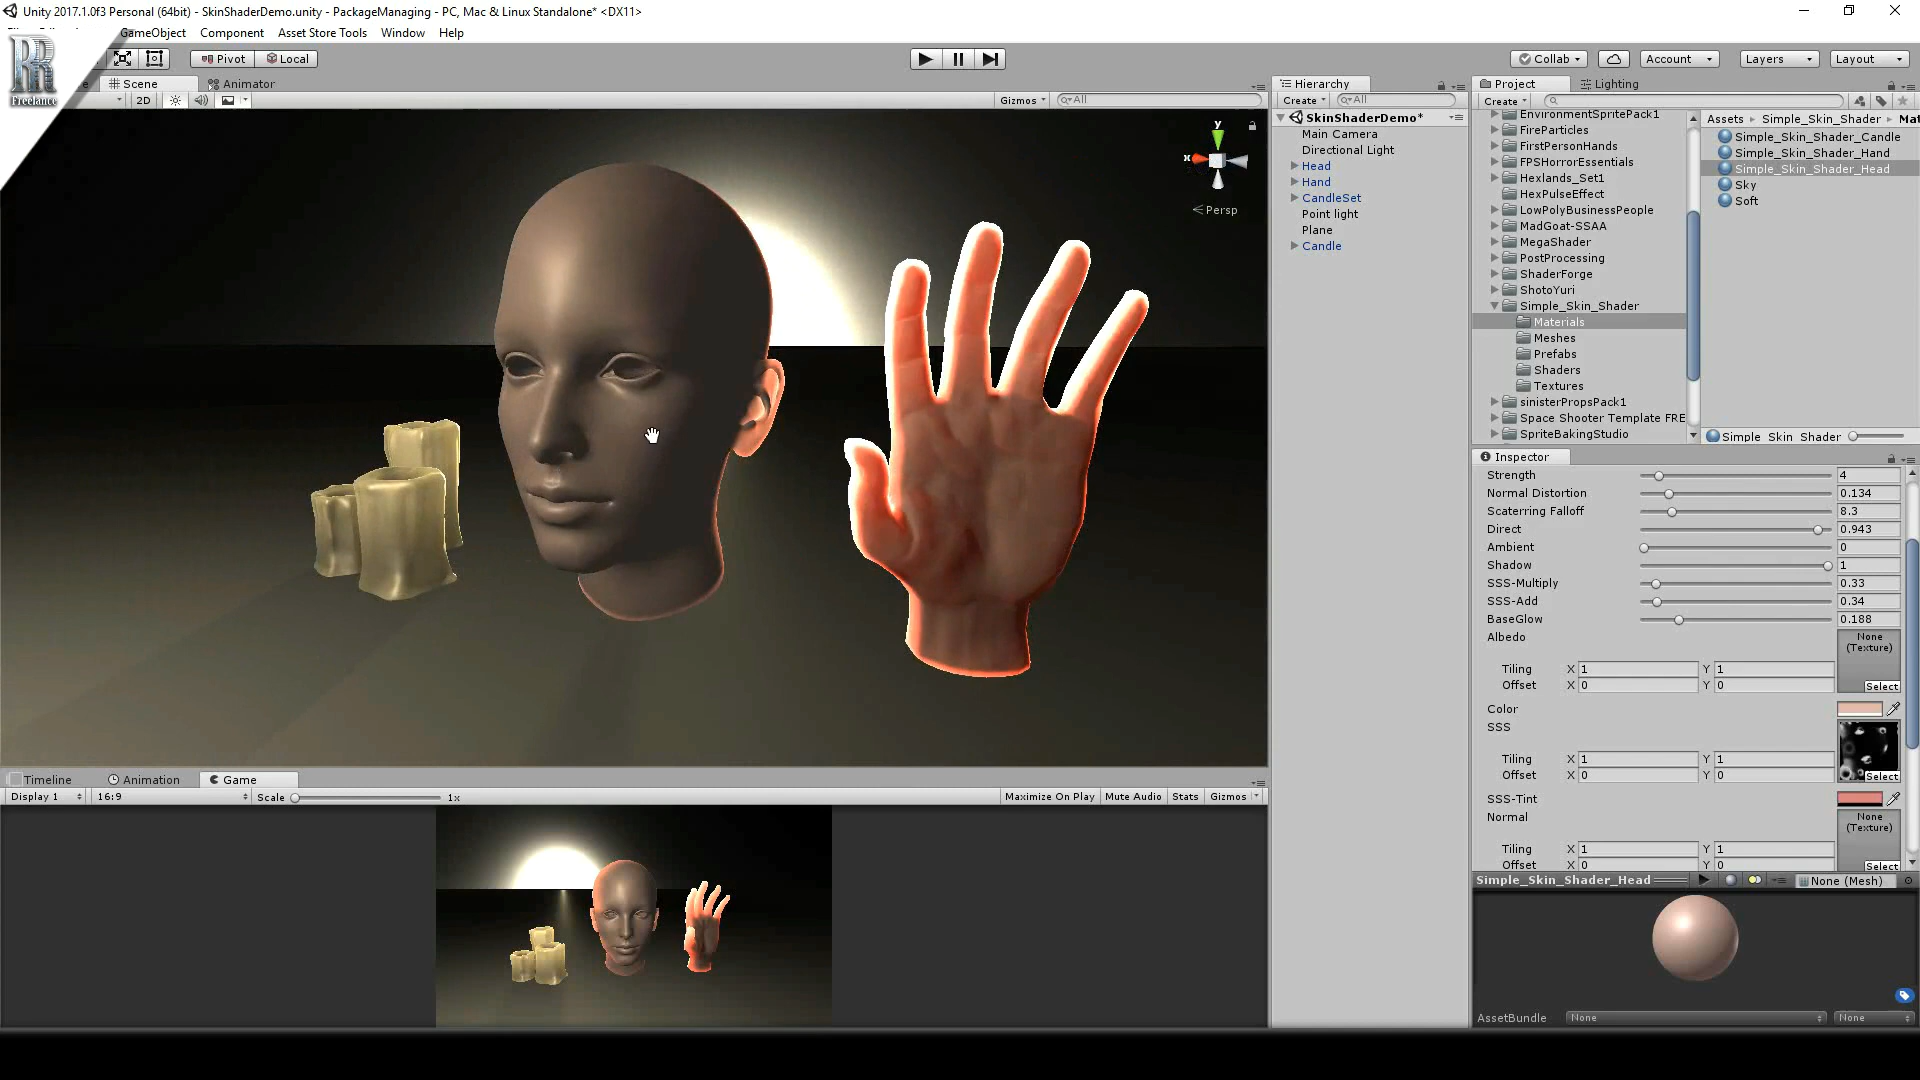 Unity 2017.1.0f3 Personal (64bit) - SkinShaderDemo.unity - PackageManaging - PC, Mac & Linux Standalone* <DX11>
GameObject Component Asset Store Tools Window Help
RR
Freelance
Pivot Local
Collab Account Layers Layout
Scene Animator
2D Gizmos All
y
x
Persp
Hierarchy
Create All
SkinShaderDemo*
Main Camera
Directional Light
Head
Hand
CandleSet
Point light
Plane
Candle
Project Lighting
Create
EnvironmentSpritePack1
FireParticles
FirstPersonHands
FPSHorrorEssentials
Hexlands_Set1
HexPulseEffect
LowPolyBusinessPeople
MadGoat-SSAA
MegaShader
PostProcessing
ShaderForge
ShotoYuri
Simple_Skin_Shader
Materials
Meshes
Prefabs
Shaders
Textures
sinisterPropsPack1
Space Shooter Template FRE
SpriteBakingStudio
Assets Simple_Skin_Shader Mat
Simple_Skin_Shader_Candle
Simple_Skin_Shader_Hand
Simple_Skin_Shader_Head
Sky
Soft
Simple_Skin_Shader
Inspector
Strength 4
Normal Distortion 0.134
Scaterring Falloff 8.3
Direct 0.943
Ambient 0
Shadow 1
SSS-Multiply 0.33
SSS-Add 0.34
BaseGlow 0.188
Albedo None
(Texture)
Tiling X 1 Y 1
Offset X 0 Y 0
Select
Color
SSS
Tiling X 1 Y 1
Offset X 0 Y 0
Select
SSS-Tint
Normal None
(Texture)
Tiling X 1 Y 1
Offset X 0 Y 0
Select
Simple_Skin_Shader_Head None (Mesh)
AssetBundle None None
Timeline Animation Game
Display 1 16:9 Scale 1x Maximize On Play Mute Audio Stats Gizmos